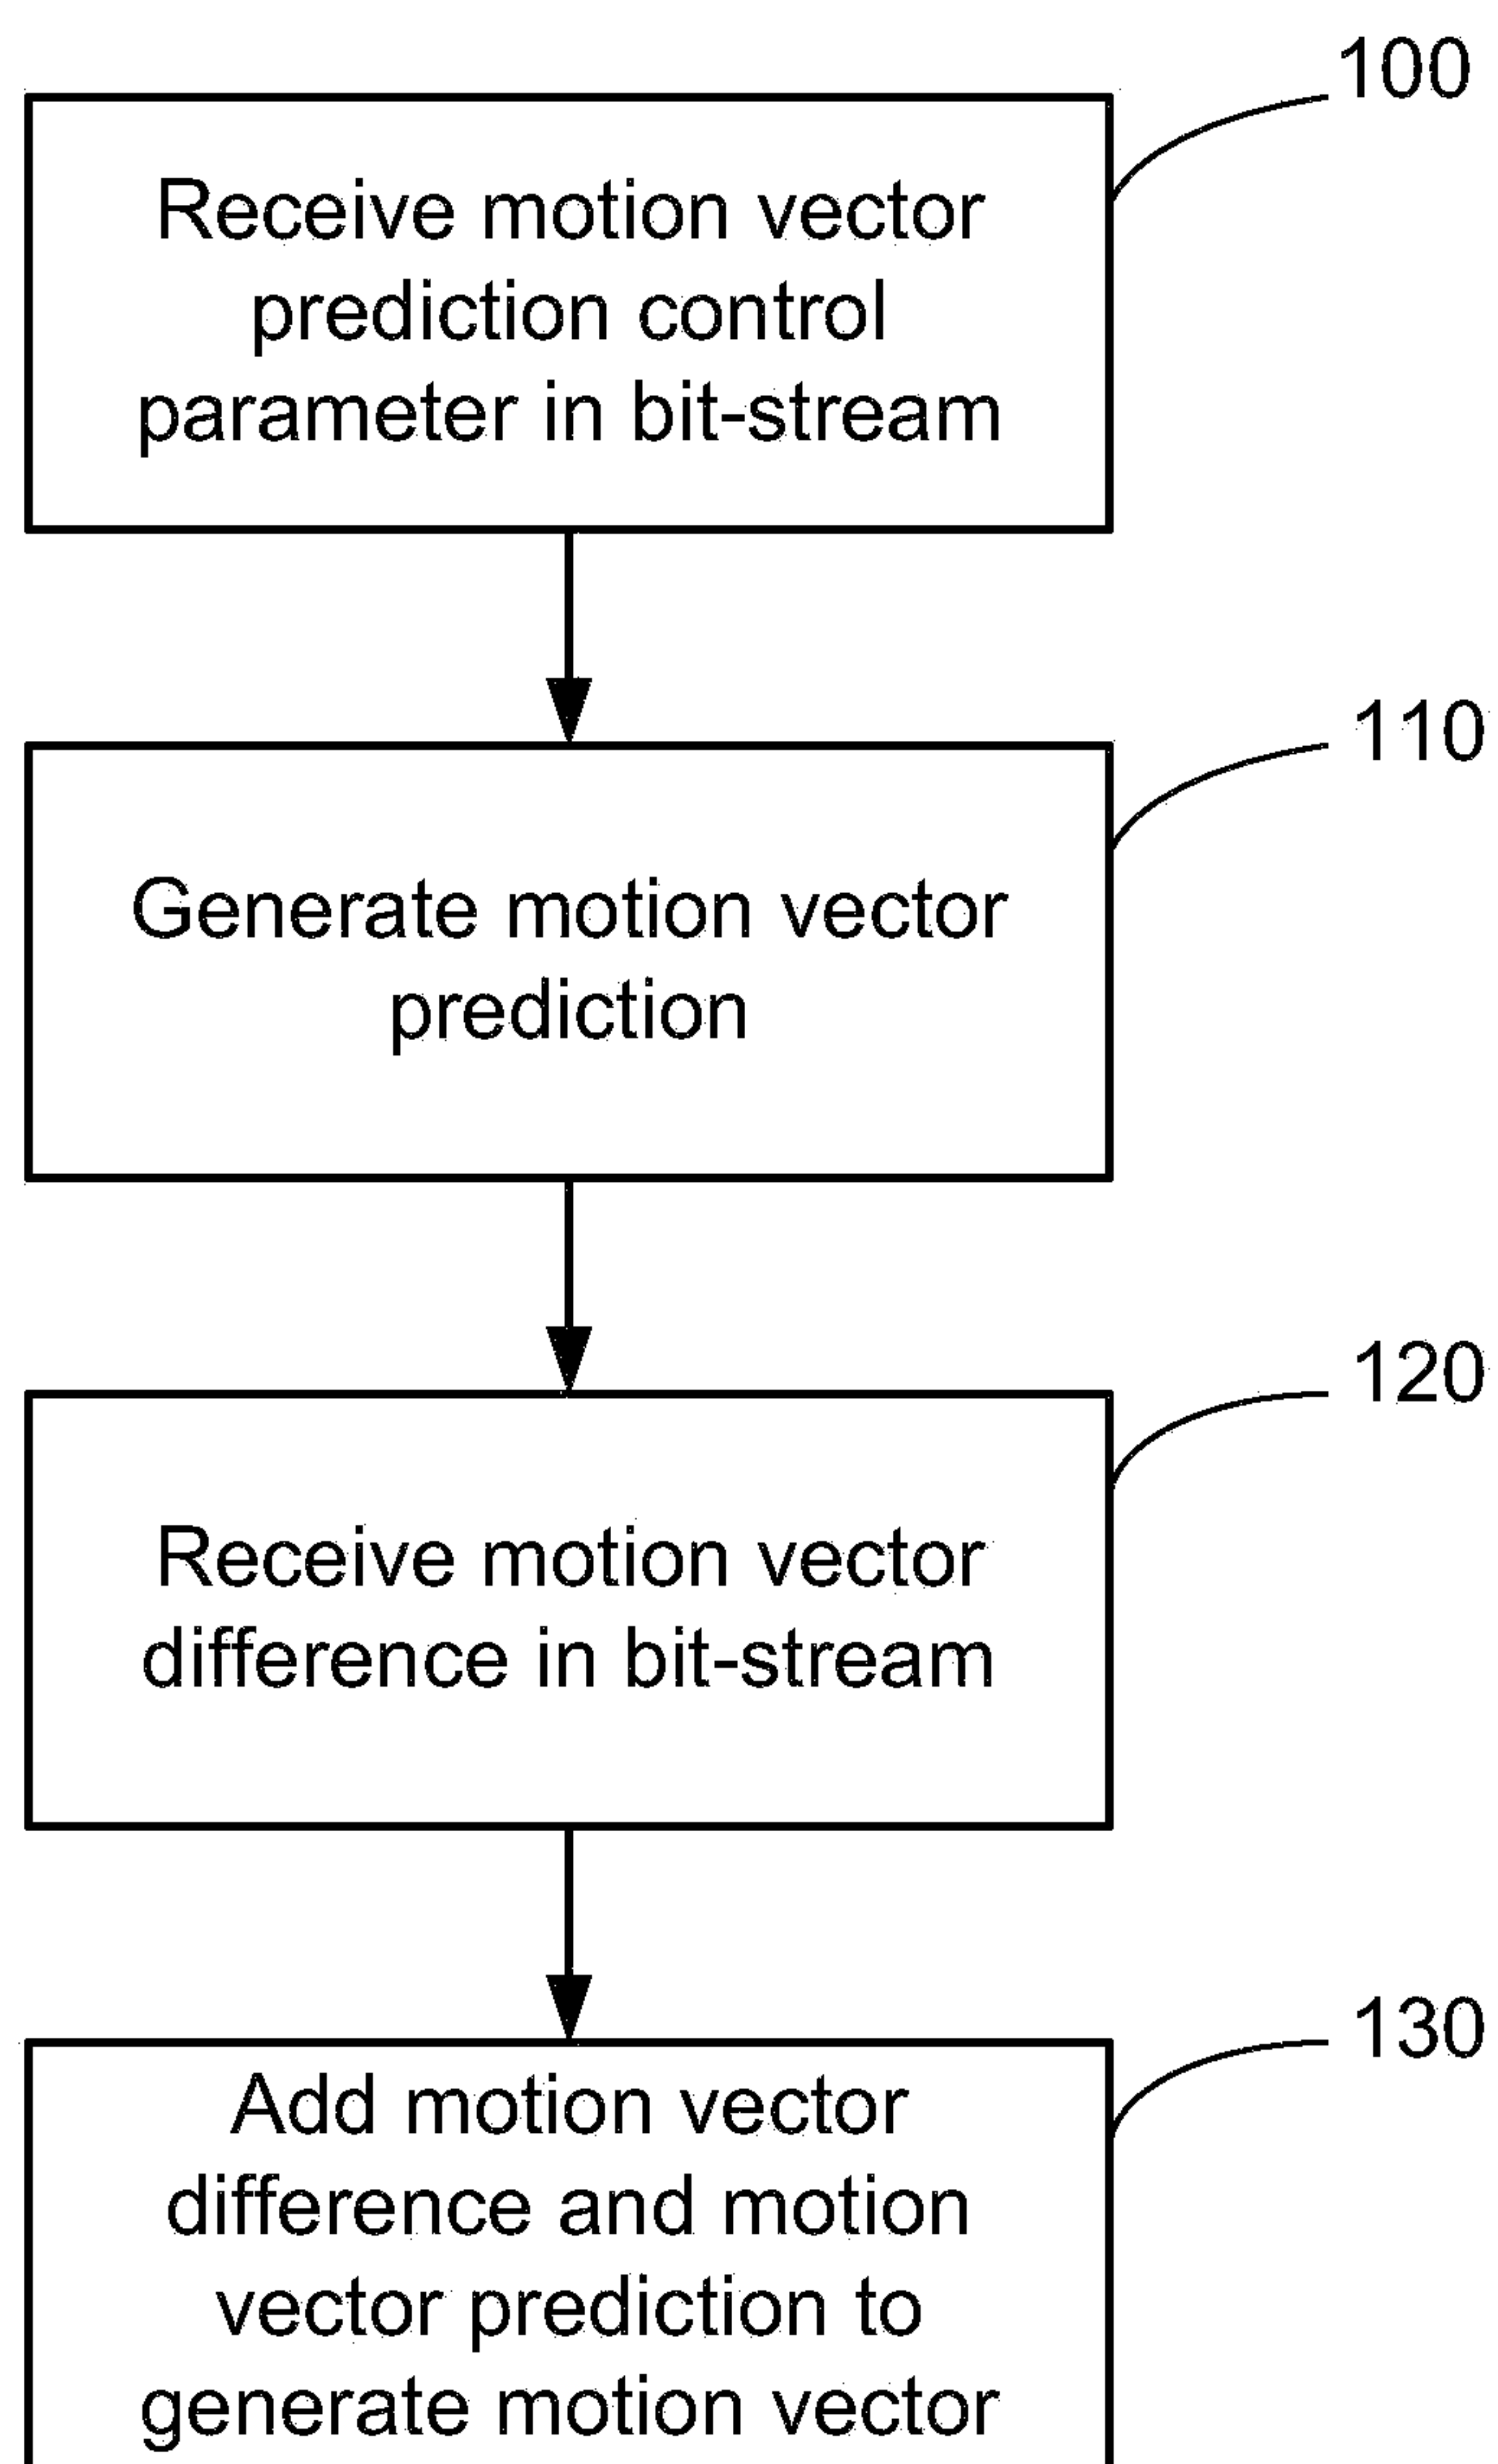 100
Receive motion vector
prediction control
parameter in bit-stream
110
Generate motion vector
prediction
120
Receive motion vector
difference in bit-stream
130
Add motion vector
difference and motion
vector prediction to
generate motion vector